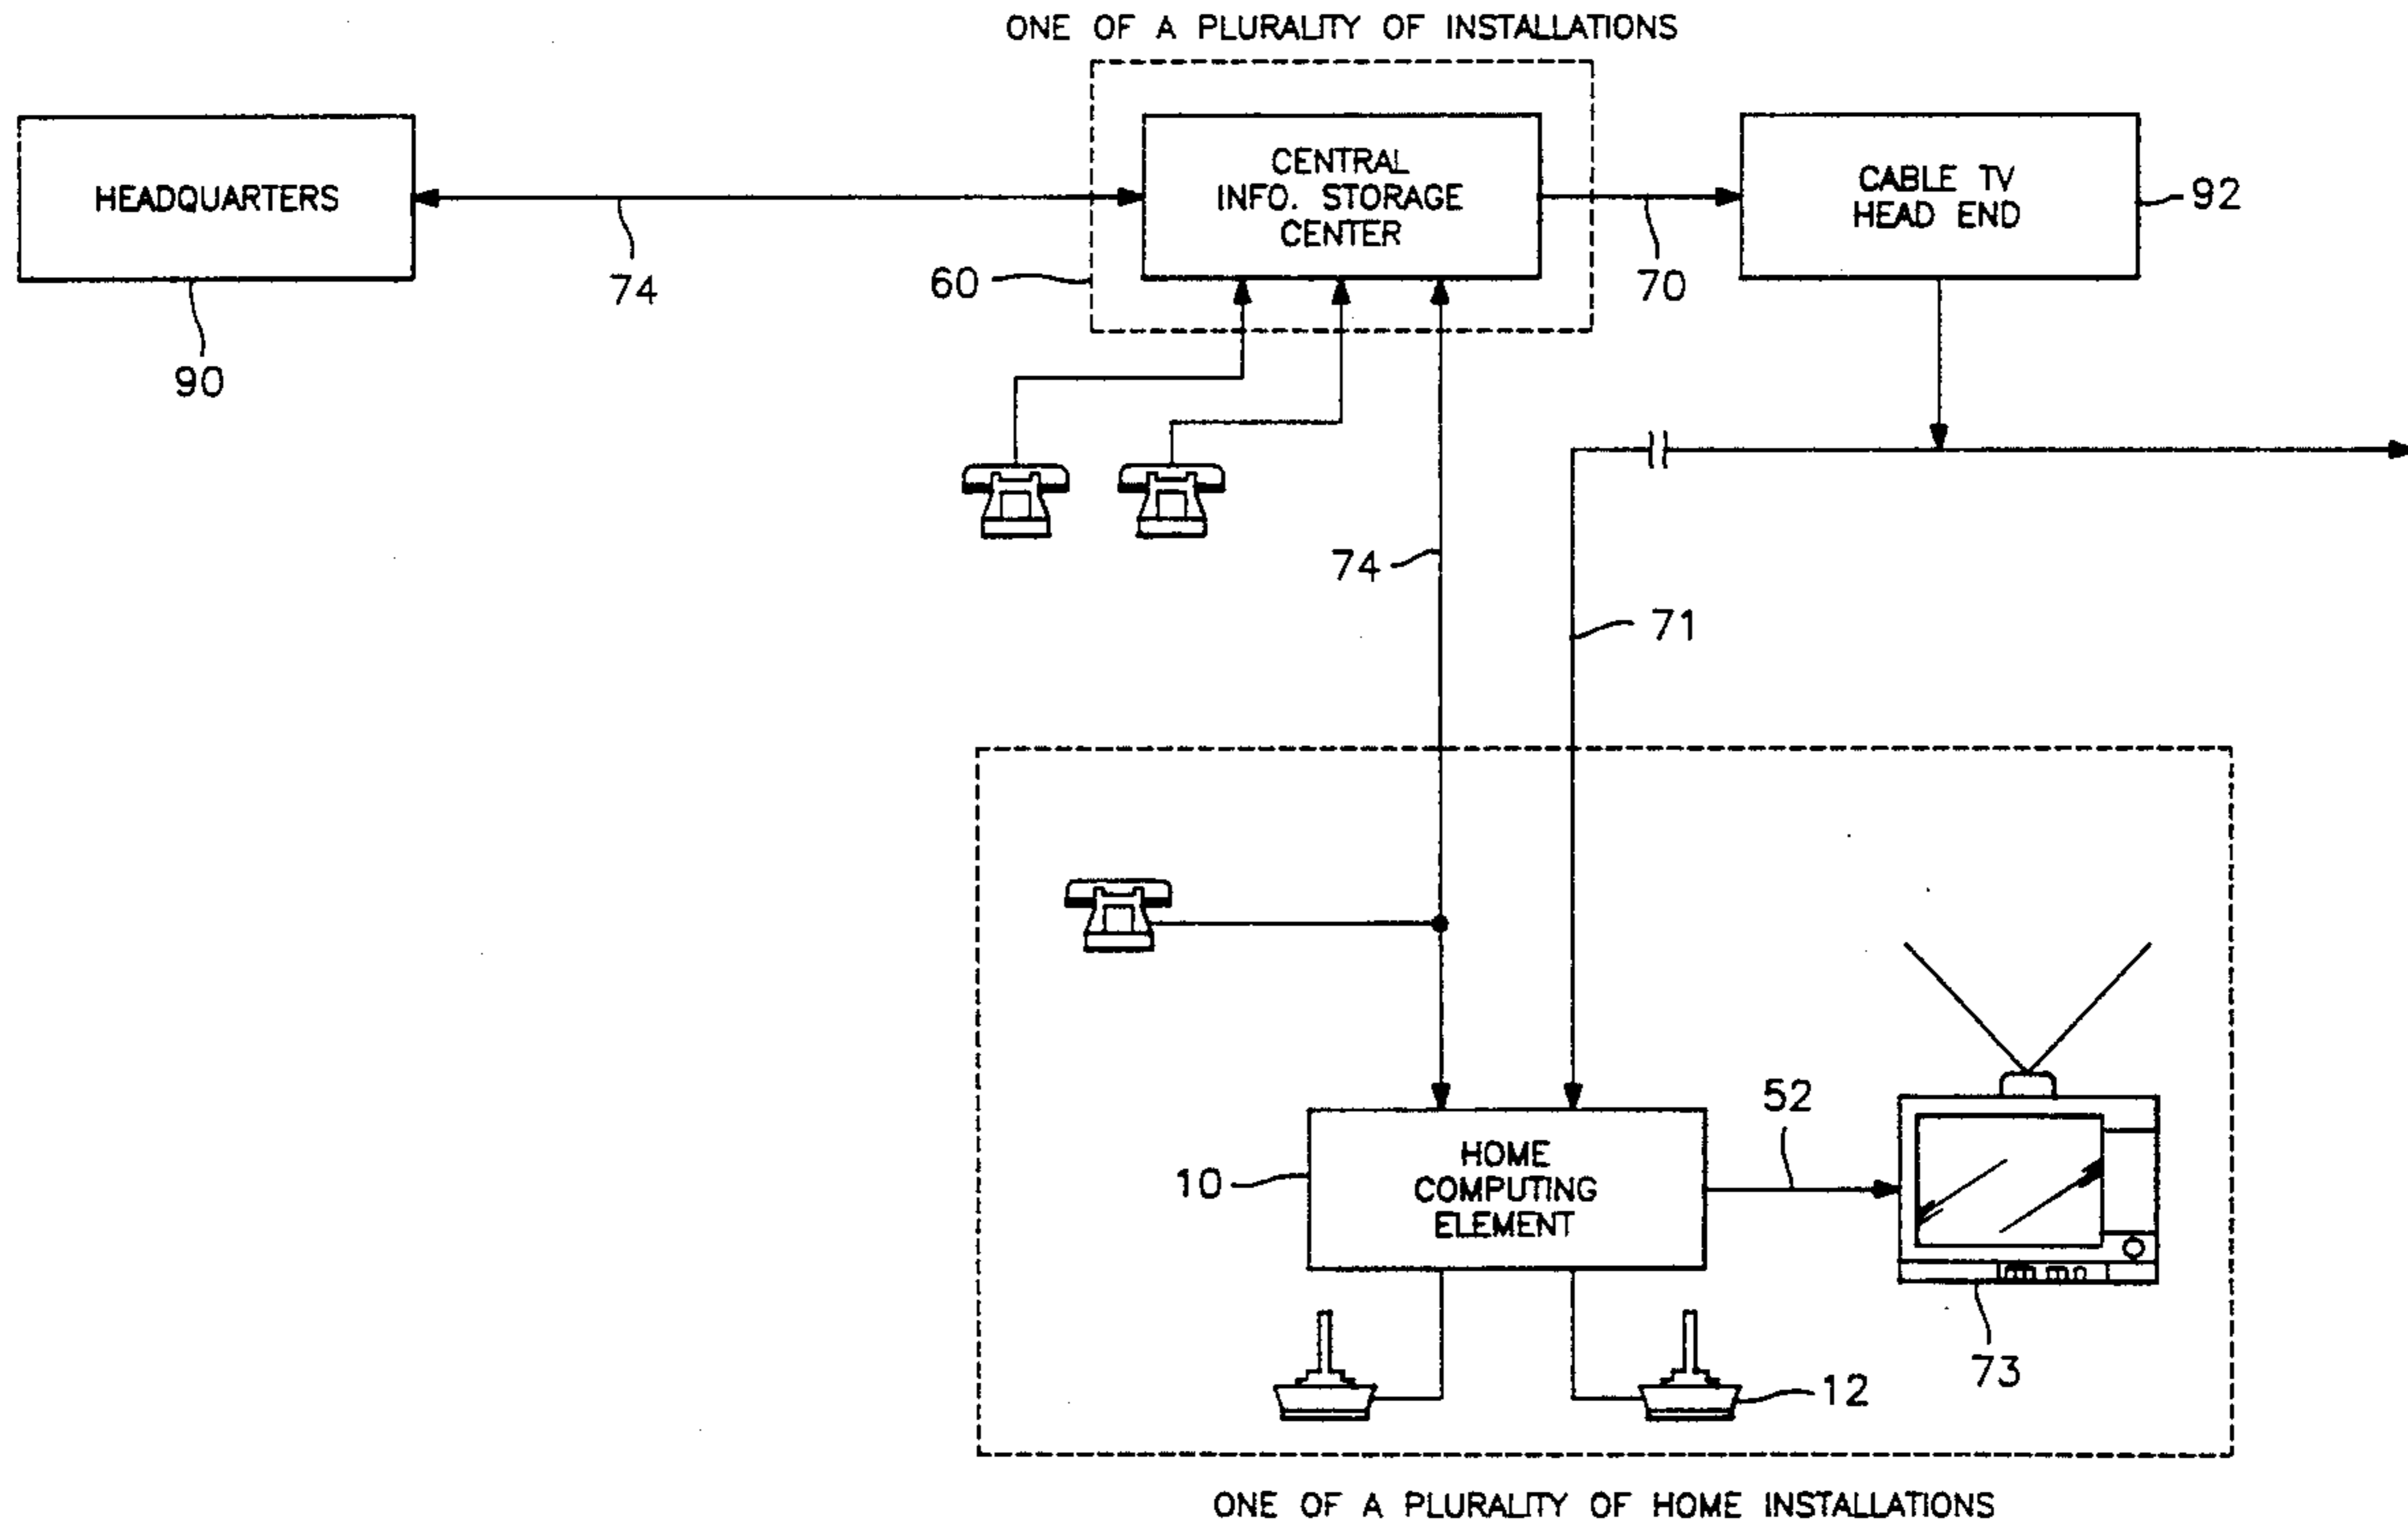 ONE OF A PLURALITY OF INSTALLATIONS
HEADQUARTERS
CENTRAL
INFO. STORAGE
CENTER
CABLE TV
HEAD END
92
74
60
70
90
74
71
52
10
HOME
COMPUTING
ELEMENT
73
12
ONE OF A PLURALITY OF HOME INSTALLATIONS